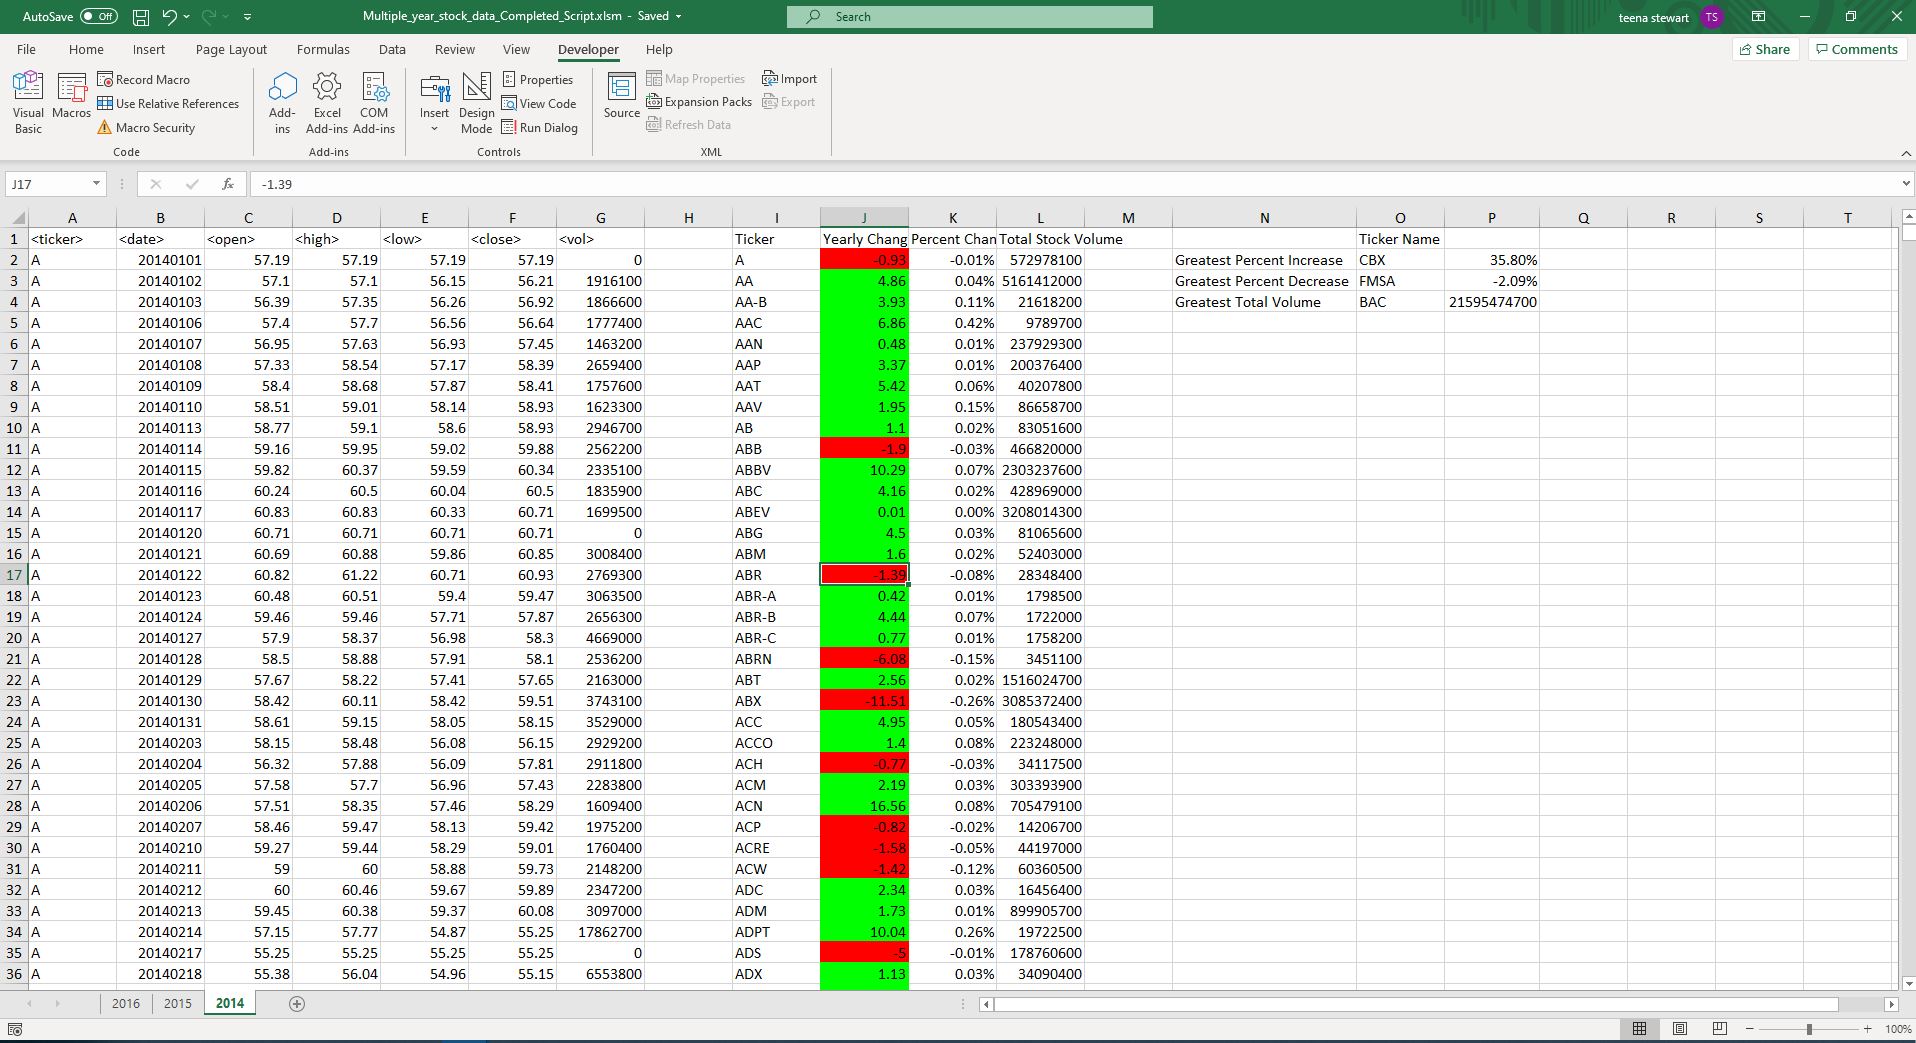 AutoSave Off Multiple_year_stock_data_Completed_Script.xlsm - Saved Search teena stewart TS
File Home Insert Page Layout Formulas Data Review View Developer Help Share Comments
Visual Basic Macros Record Macro Use Relative References Macro Security Code
Add-ins Excel Add-ins COM Add-ins Add-ins
Insert Design Mode Properties View Code Run Dialog Controls
Source Map Properties Expansion Packs Refresh Data Import Export XML
J17 fx -1.39
A B C D E F G H I J K L M N O P Q R S T
1 <ticker> <date> <open> <high> <low> <close> <vol> Ticker Yearly Chang Percent Chan Total Stock Volume Ticker Name
2 A 20140101 57.19 57.19 57.19 57.19 0 A -0.93 -0.01% 572978100 Greatest Percent Increase CBX 35.80%
3 A 20140102 57.1 57.1 56.15 56.21 1916100 AA 4.86 0.04% 5161412000 Greatest Percent Decrease FMSA -2.09%
4 A 20140103 56.39 57.35 56.26 56.92 1866600 AA-B 3.93 0.11% 21618200 Greatest Total Volume BAC 21595474700
5 A 20140106 57.4 57.7 56.56 56.64 1777400 AAC 6.86 0.42% 9789700
6 A 20140107 56.95 57.63 56.93 57.45 1463200 AAN 0.48 0.01% 237929300
7 A 20140108 57.33 58.54 57.17 58.39 2659400 AAP 3.37 0.01% 200376400
8 A 20140109 58.4 58.68 57.87 58.41 1757600 AAT 5.42 0.06% 40207800
9 A 20140110 58.51 59.01 58.14 58.93 1623300 AAV 1.95 0.15% 86658700
10 A 20140113 58.77 59.1 58.6 58.93 2946700 AB 1.1 0.02% 83051600
11 A 20140114 59.16 59.95 59.02 59.88 2562200 ABB -1.9 -0.03% 466820000
12 A 20140115 59.82 60.37 59.59 60.34 2335100 ABBV 10.29 0.07% 2303237600
13 A 20140116 60.24 60.5 60.04 60.5 1835900 ABC 4.16 0.02% 428969000
14 A 20140117 60.83 60.83 60.33 60.71 1699500 ABEV 0.01 0.00% 3208014300
15 A 20140120 60.71 60.71 60.71 60.71 0 ABG 4.5 0.03% 81065600
16 A 20140121 60.69 60.88 59.86 60.85 3008400 ABM 1.6 0.02% 52403000
17 A 20140122 60.82 61.22 60.71 60.93 2769300 ABR -1.39 -0.08% 28348400
18 A 20140123 60.48 60.51 59.4 59.47 3063500 ABR-A 0.42 0.01% 1798500
19 A 20140124 59.46 59.46 57.71 57.87 2656300 ABR-B 4.44 0.07% 1722000
20 A 20140127 57.9 58.37 56.98 58.3 4669000 ABR-C 0.77 0.01% 1758200
21 A 20140128 58.5 58.88 57.91 58.1 2536200 ABRN -6.08 -0.15% 3451100
22 A 20140129 57.67 58.22 57.41 57.65 2163000 ABT 2.56 0.02% 1516024700
23 A 20140130 58.42 60.11 58.42 59.51 3743100 ABX -11.51 -0.26% 3085372400
24 A 20140131 58.61 59.15 58.05 58.15 3529000 ACC 4.95 0.05% 180543400
25 A 20140203 58.15 58.48 56.08 56.15 2929200 ACCO 1.4 0.08% 223248000
26 A 20140204 56.32 57.88 56.09 57.81 2911800 ACH -0.77 -0.03% 34117500
27 A 20140205 57.58 57.7 56.96 57.43 2283800 ACM 2.19 0.03% 303393900
28 A 20140206 57.51 58.35 57.46 58.29 1609400 ACN 16.56 0.08% 705479100
29 A 20140207 58.46 59.47 58.13 59.42 1975200 ACP -0.82 -0.02% 14206700
30 A 20140210 59.27 59.44 58.29 59.01 1760400 ACRE -1.58 -0.05% 44197000
31 A 20140211 59 60 58.88 59.73 2148200 ACW -1.42 -0.12% 60360500
32 A 20140212 60 60.46 59.67 59.89 2347200 ADC 2.34 0.03% 16456400
33 A 20140213 59.45 60.38 59.37 60.08 3097000 ADM 1.73 0.01% 899905700
34 A 20140214 57.15 57.77 54.87 55.25 17862700 ADPT 10.04 0.26% 19722500
35 A 20140217 55.25 55.25 55.25 55.25 0 ADS -5 -0.01% 178760600
36 A 20140218 55.38 56.04 54.96 55.15 6553800 ADX 1.13 0.03% 34090400
2016 2015 2014
100%